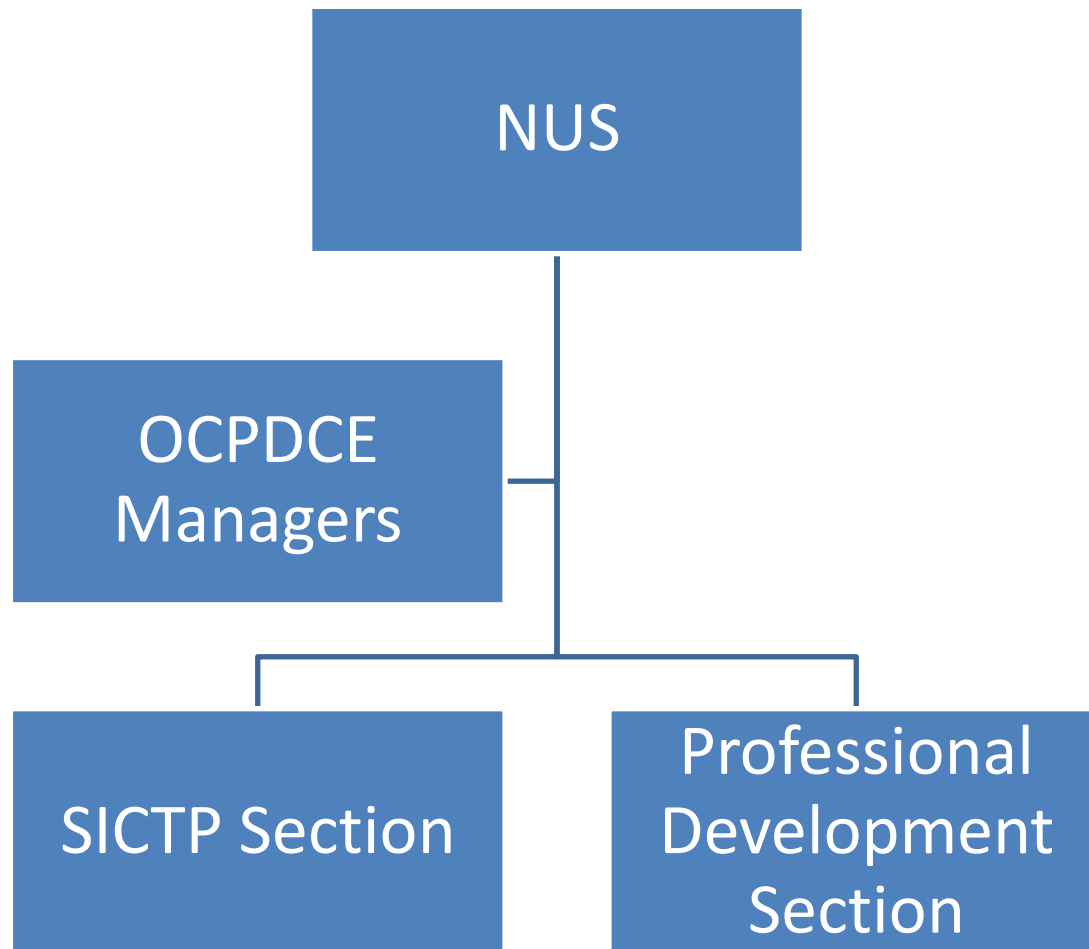 NUS
OCPDCE
Managers
SICTP Section
Professional
Development
Section